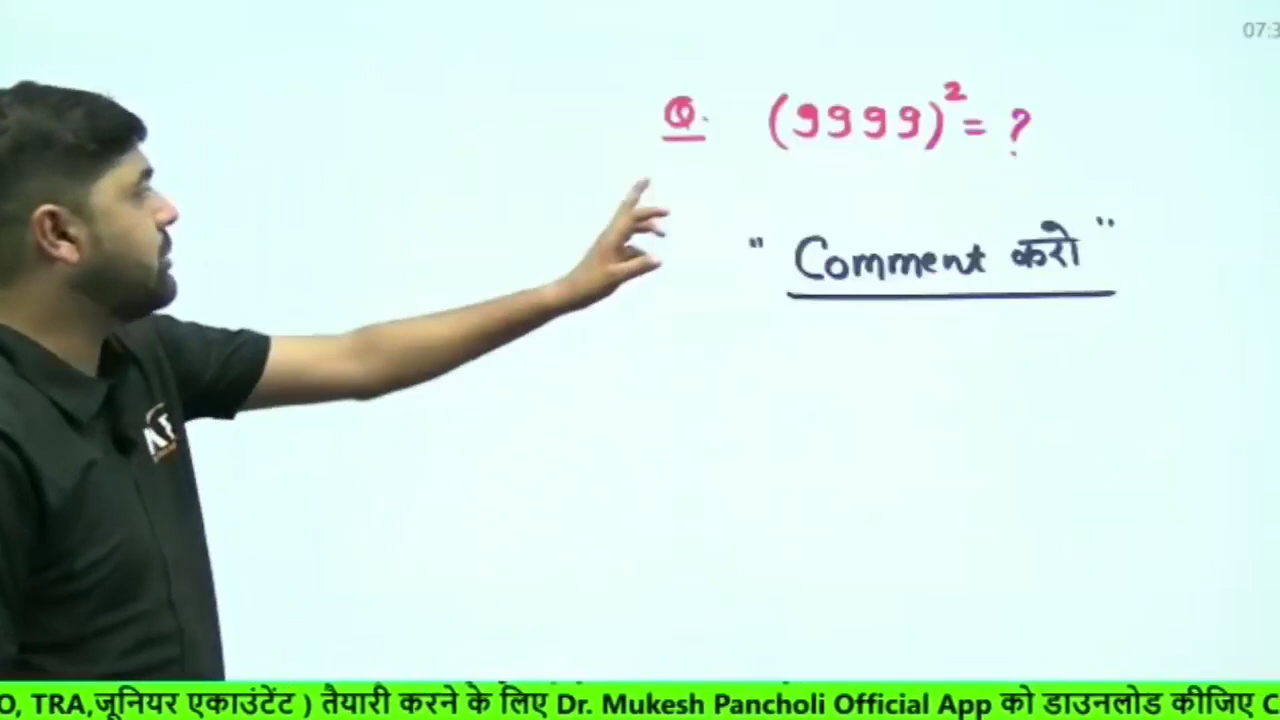 07:3
Q. (9999)² = ?
" Comment करो "
O, TRA,जूनियर एकाउंटेंट ) तैयारी करने के लिए Dr. Mukesh Pancholi Official App को डाउनलोड कीजिए C